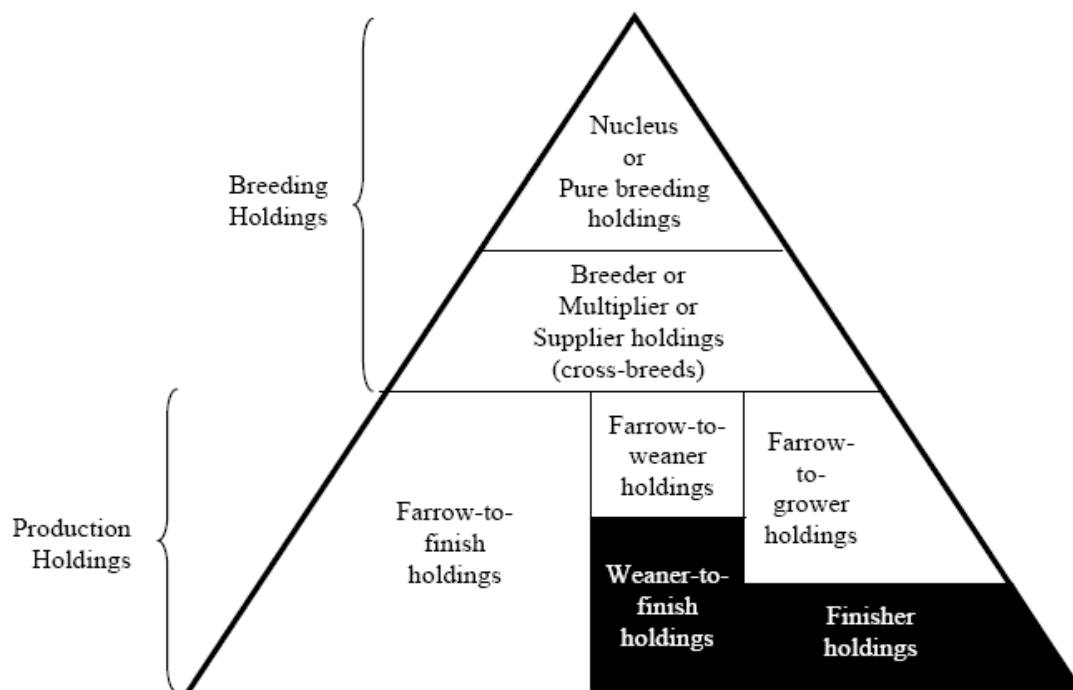 Nucleus
or
Pure breeding
holdings
Breeding
Holdings
Breeder or
Multiplier or
Supplier holdings
(cross-breeds)
Farrow-to-
weaner
holdings
Farrow-
to-
grower
holdings
Farrow-to-
finish
holdings
Production
Holdings
Weaner-to-
finish
holdings
Finisher
holdings